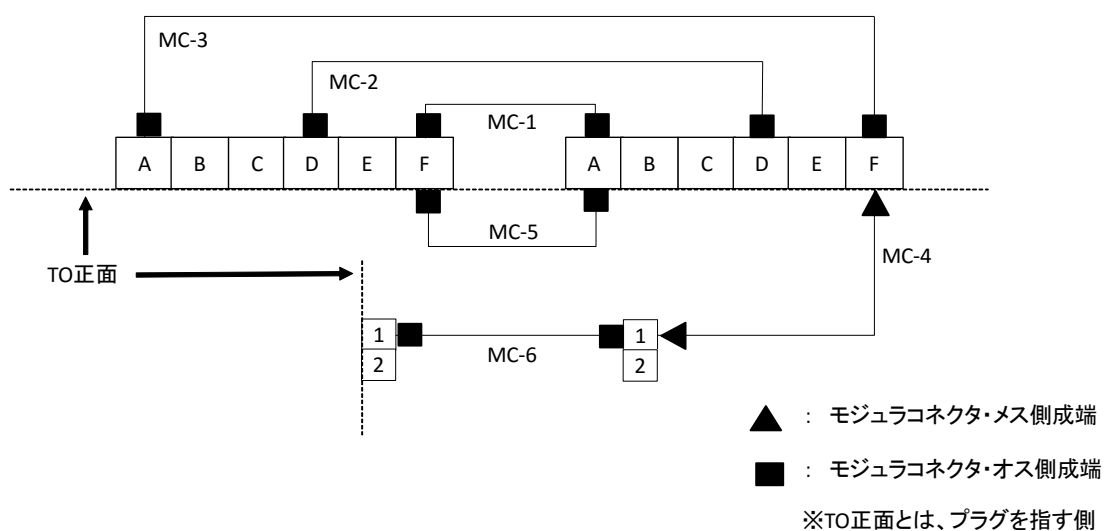 MC-3
MC-2
MC-1
A B C D E F
A B C D E F
MC-5
MC-4
TO正面
1
2
MC-6
1
2
： モジュラコネクタ・メス側成端
： モジュラコネクタ・オス側成端
※TO正面とは、プラグを指す側